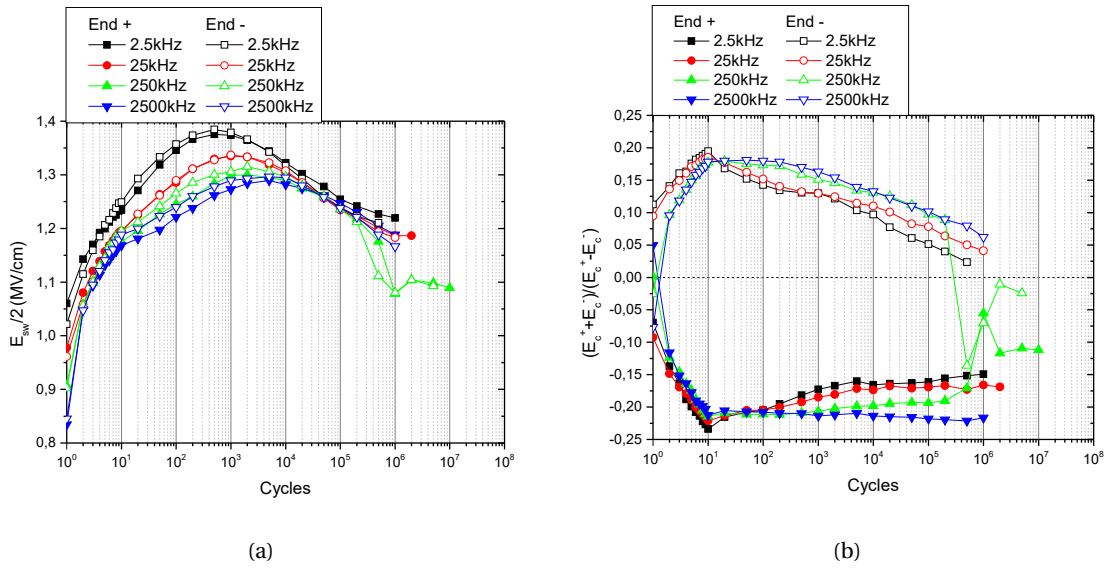 End + End -
2.5kHz 2.5kHz
25kHz 25kHz
250kHz 250kHz
2500kHz 2500kHz
1,4
1,3
1,2
1,1
1,0
0,9
0,8
E_sw/2 (MV/cm)
10^0 10^1 10^2 10^3 10^4 10^5 10^6 10^7 10^8
Cycles
(a)
End + End -
2.5kHz 2.5kHz
25kHz 25kHz
250kHz 250kHz
2500kHz 2500kHz
0,25
0,20
0,15
0,10
0,05
0,00
-0,05
-0,10
-0,15
-0,20
-0,25
(E_c^+ + E_c^-)/(E_c^+ - E_c^-)
10^0 10^1 10^2 10^3 10^4 10^5 10^6 10^7 10^8
Cycles
(b)